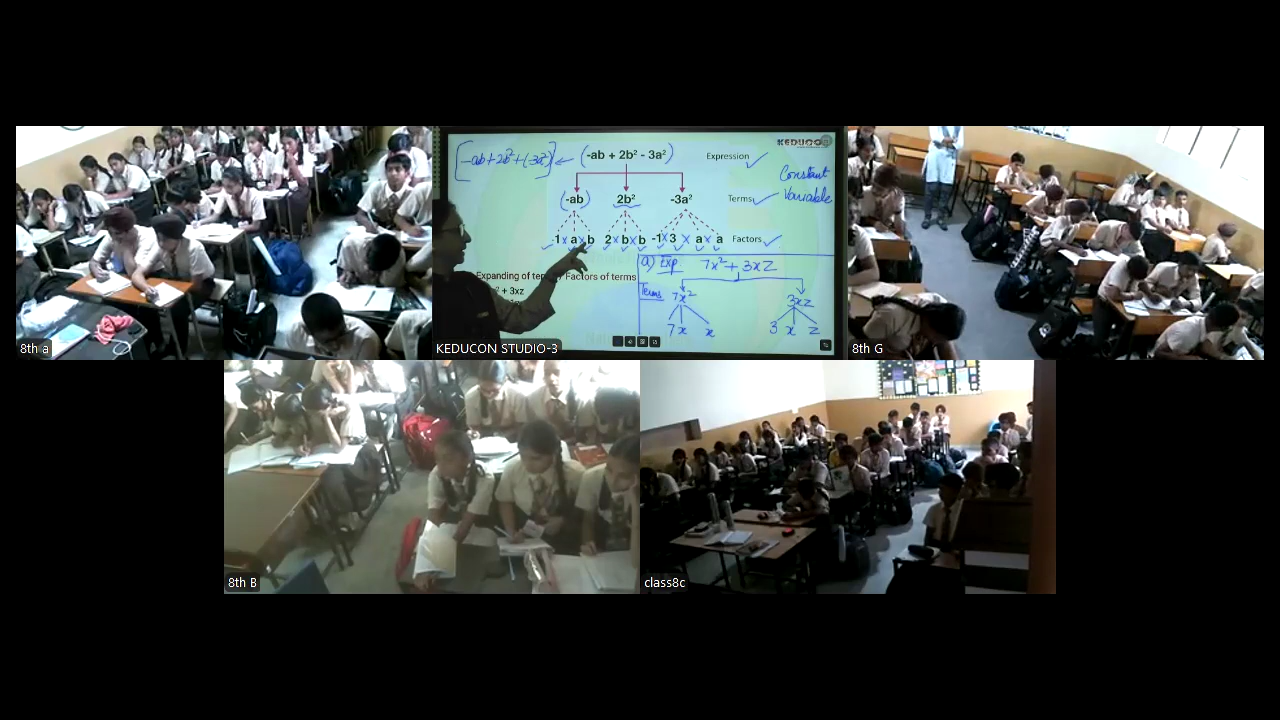 KEDUCO
[-ab+2b²+(-3a²)] ← (-ab + 2b² - 3a²) Expression ✓
Constant
(-ab) 2b² -3a² Terms ✓ Variable
-1 × a × b 2 × b × b -1 × 3 × a × a Factors ✓
a) Exp 7x² + 3xz
Expanding of ter Factors of terms
² + 3xz
Terms 7x² 3xz
7 x x 3 x z
8th a
KEDUCON STUDIO-3
8th G
8th B
class8c